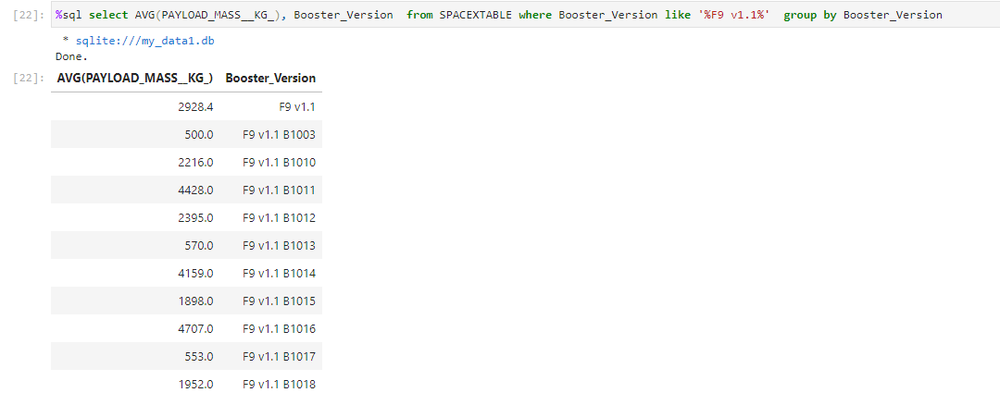 [22]: %sql select AVG(PAYLOAD_MASS__KG_), Booster_Version  from SPACEXTABLE where Booster_Version like '%F9 v1.1%'  group by Booster_Version
* sqlite:///my_data1.db
Done.
[22]: AVG(PAYLOAD_MASS__KG_) Booster_Version
2928.4 F9 v1.1
500.0 F9 v1.1 B1003
2216.0 F9 v1.1 B1010
4428.0 F9 v1.1 B1011
2395.0 F9 v1.1 B1012
570.0 F9 v1.1 B1013
4159.0 F9 v1.1 B1014
1898.0 F9 v1.1 B1015
4707.0 F9 v1.1 B1016
553.0 F9 v1.1 B1017
1952.0 F9 v1.1 B1018